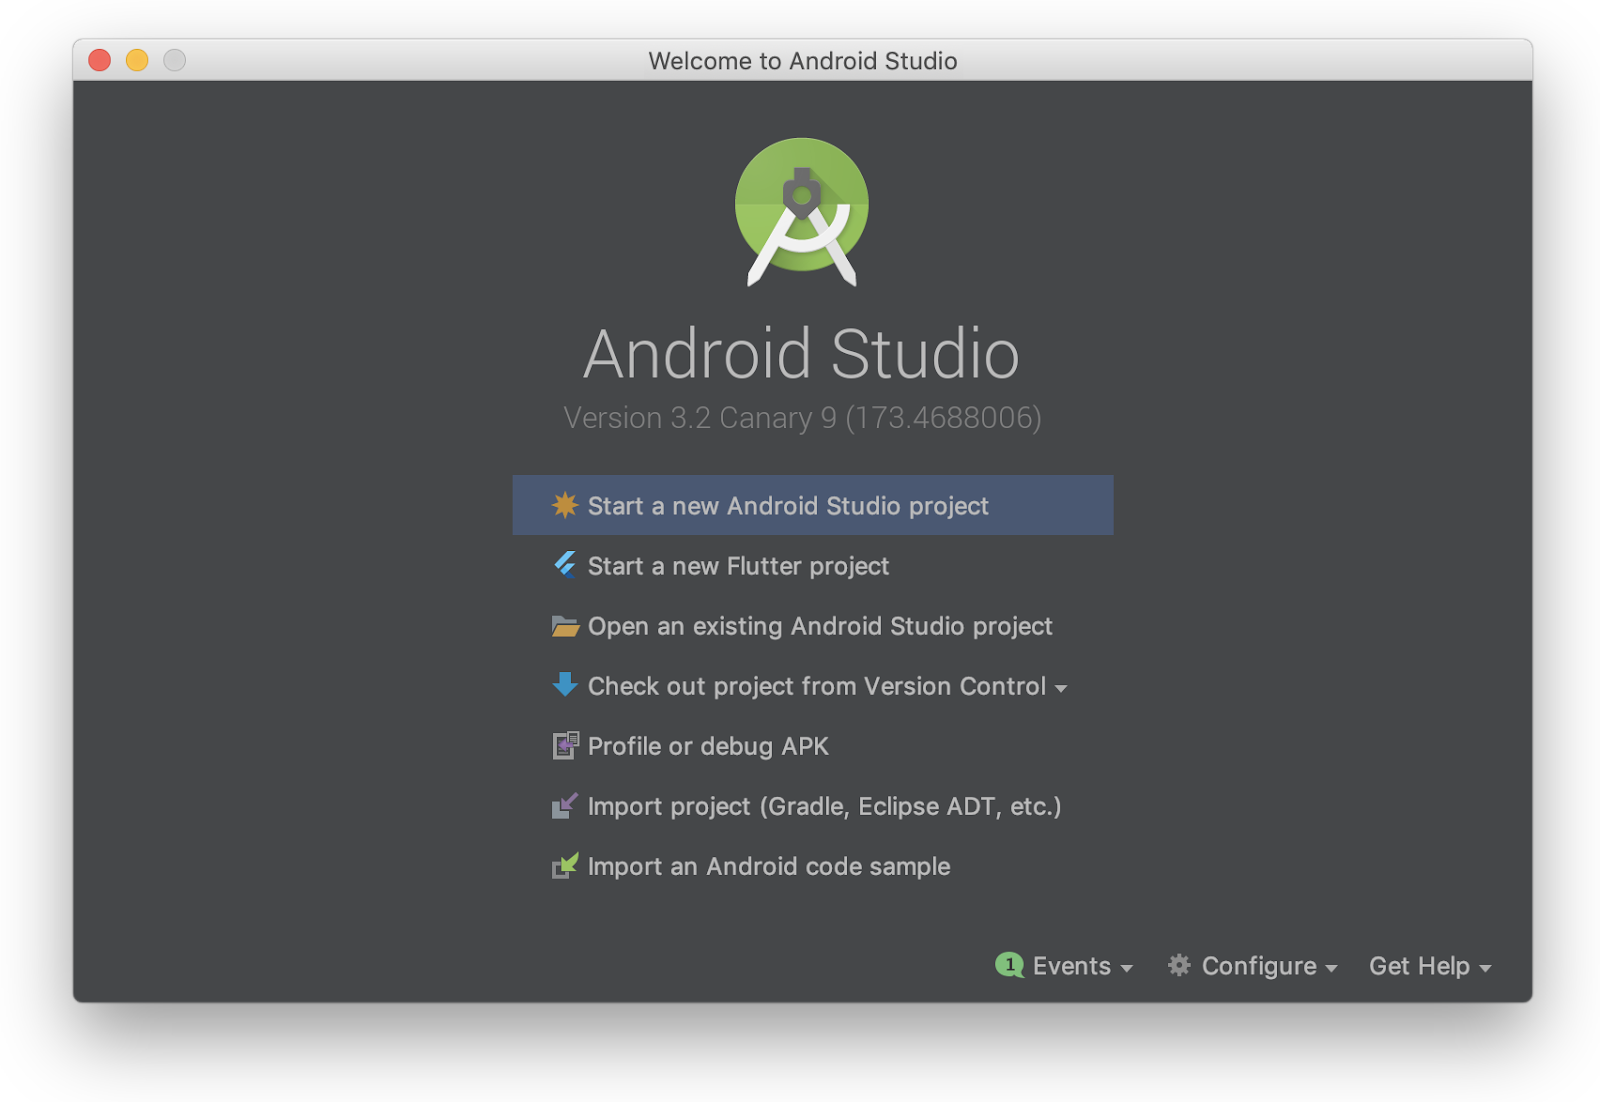 Welcome to Android Studio
Android Studio
Version 3.2 Canary 9 (173.4688006)
Start a new Android Studio project
Start a new Flutter project
Open an existing Android Studio project
Check out project from Version Control
Profile or debug APK
Import project (Gradle, Eclipse ADT, etc.)
Import an Android code sample
1 Events Configure Get Help